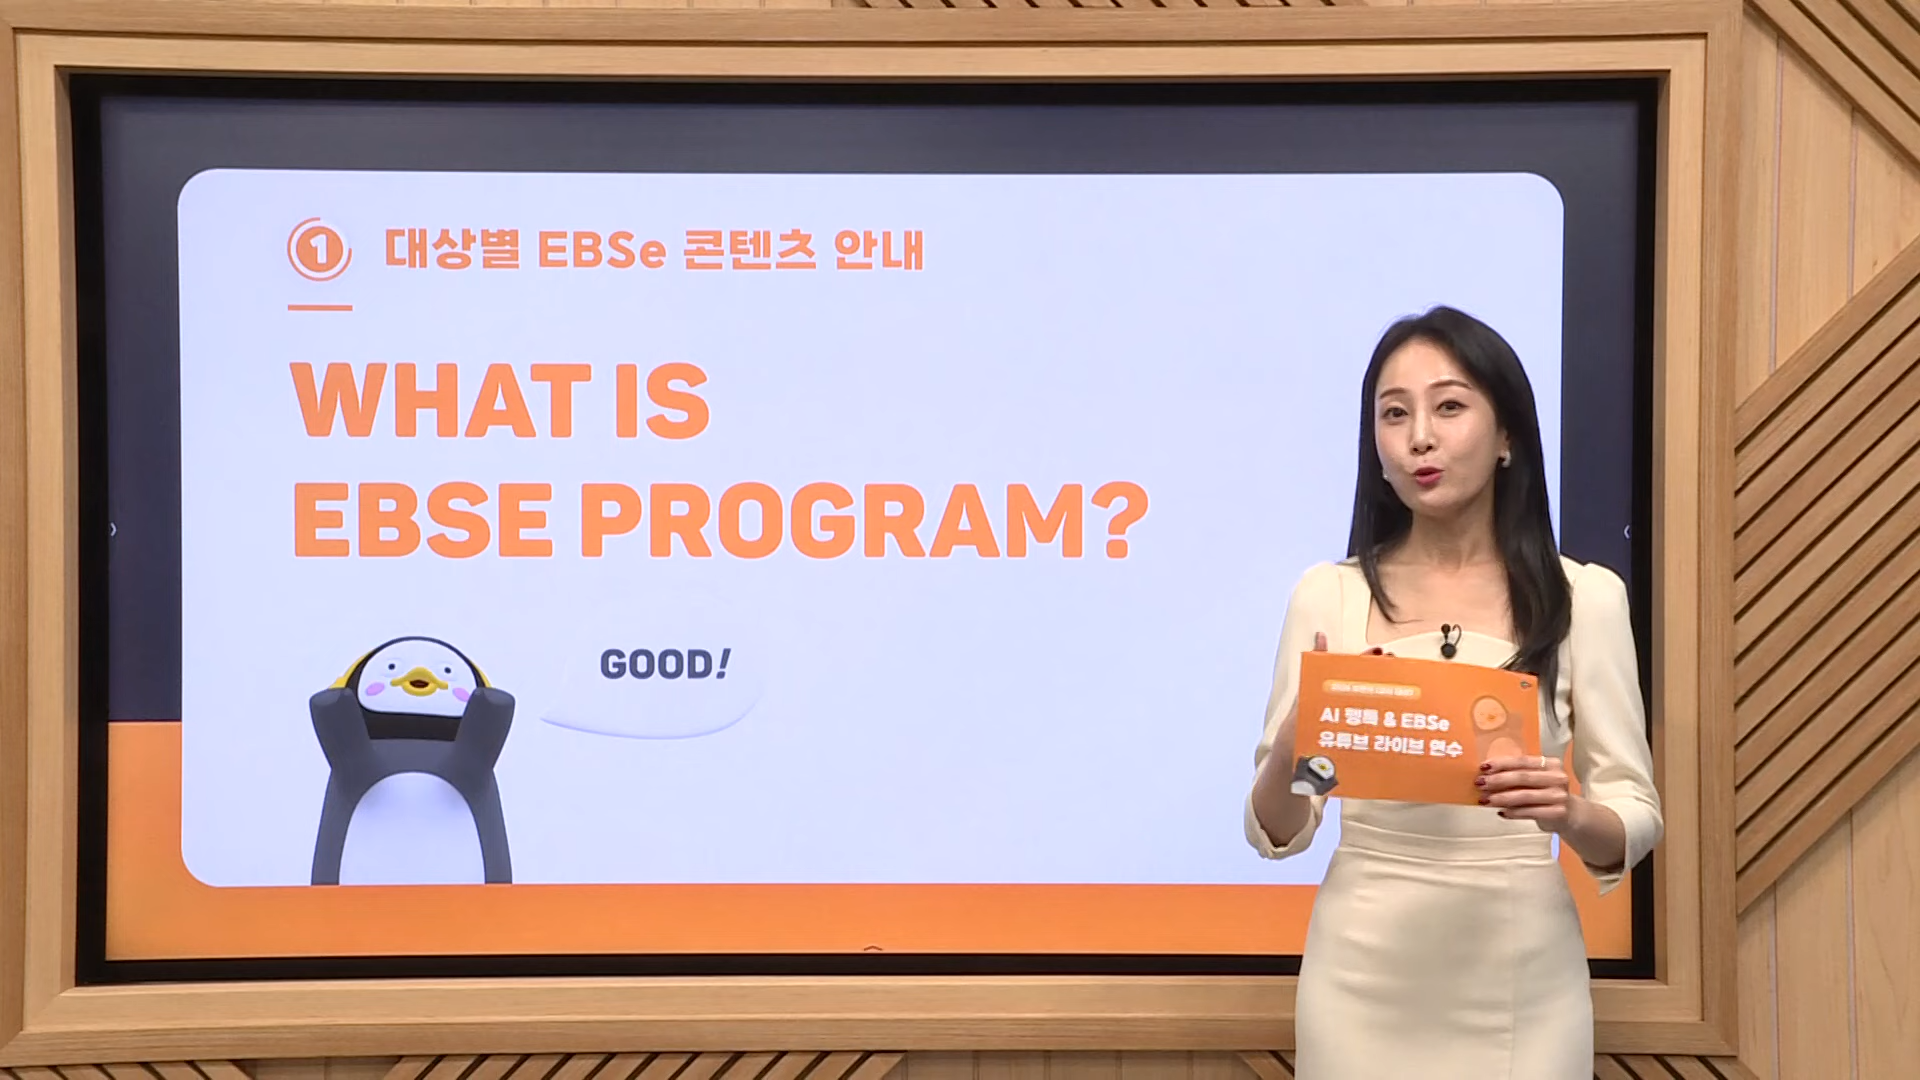 1 대상별 EBSe 콘텐츠 안내
WHAT IS
EBSE PROGRAM?
GOOD!
AI 펭톡 & EBSe
유튜브 라이브 연수